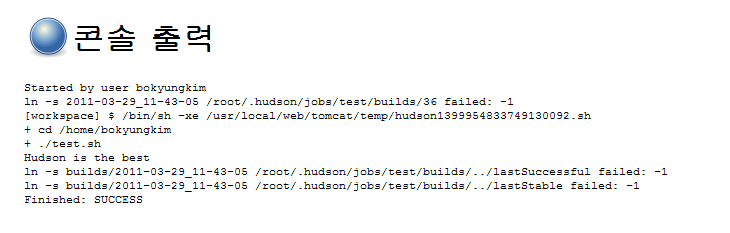 콘솔 출력
Started by user bokyungkim
ln -s 2011-03-29_11-43-05 /root/.hudson/jobs/test/builds/36 failed: -1
[workspace] $ /bin/sh -xe /usr/local/web/tomcat/temp/hudson1399954833749130092.sh
+ cd /home/bokyungkim
+ ./test.sh
Hudson is the best
ln -s builds/2011-03-29_11-43-05 /root/.hudson/jobs/test/builds/../lastSuccessful failed: -1
ln -s builds/2011-03-29_11-43-05 /root/.hudson/jobs/test/builds/../lastStable failed: -1
Finished: SUCCESS